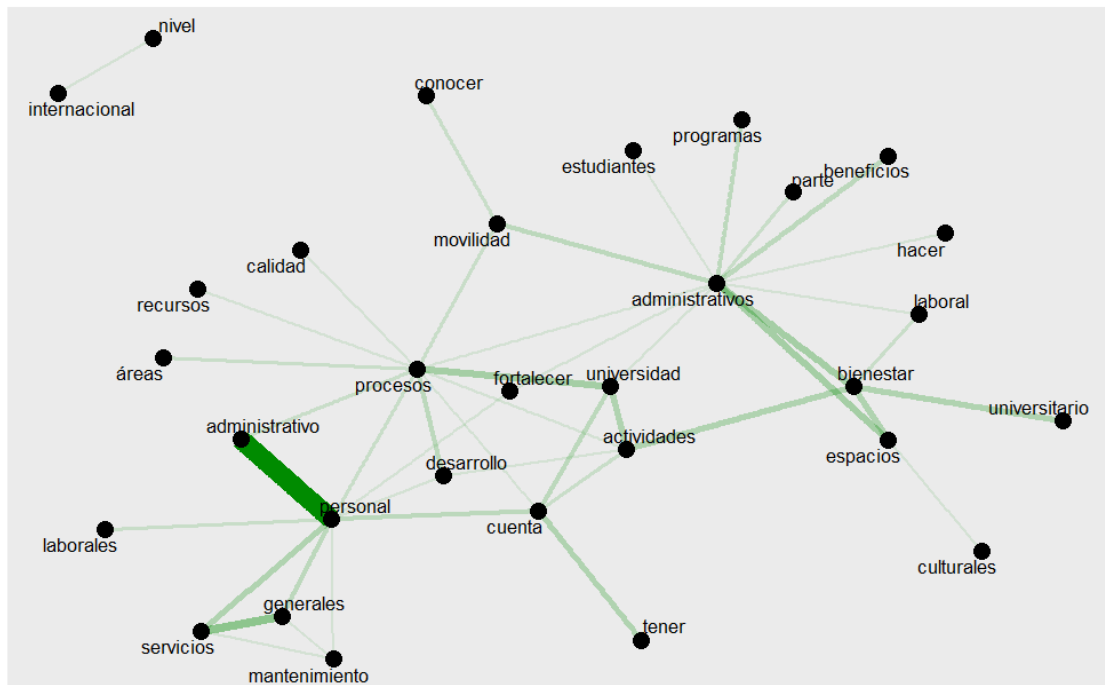 nivel
internacional
conocer
programas
estudiantes
parte
beneficios
movilidad
hacer
calidad
administrativos
recursos
laboral
áreas
procesos
fortalecer
universidad
bienestar
universitario
administrativo
actividades
espacios
desarrollo
personal
cuenta
laborales
culturales
generales
tener
servicios
mantenimiento